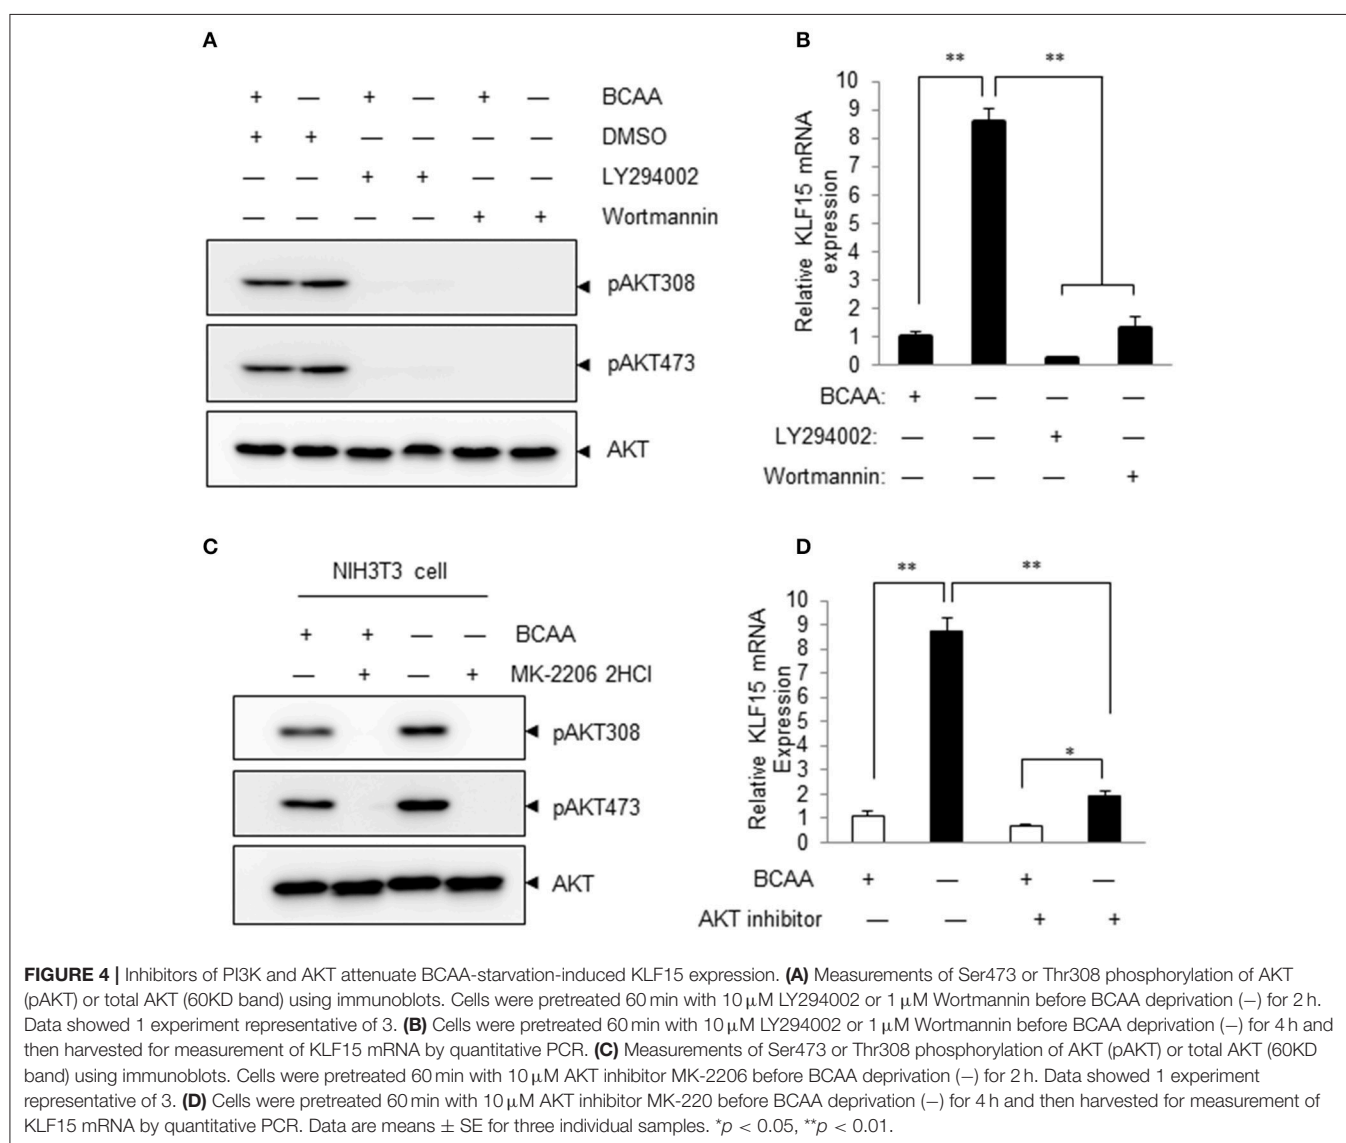 A
+ — + — + — BCAA
+ + — — — — DMSO
— — + + — — LY294002
— — — — + + Wortmannin
pAKT308
pAKT473
AKT
B
** **
Relative KLF15 mRNA
expression
10
9
8
7
6
5
4
3
2
1
0
BCAA: + — — —
LY294002: — — + —
Wortmannin: — — — +
C
NIH3T3 cell
+ + — — BCAA
— + — + MK-2206 2HCl
pAKT308
pAKT473
AKT
D
** **
*
Relative KLF15 mRNA
Expression
10
9
8
7
6
5
4
3
2
1
0
BCAA + — + —
AKT inhibitor — — + +
FIGURE 4 | Inhibitors of PI3K and AKT attenuate BCAA-starvation-induced KLF15 expression. (A) Measurements of Ser473 or Thr308 phosphorylation of AKT
(pAKT) or total AKT (60KD band) using immunoblots. Cells were pretreated 60 min with 10 µM LY294002 or 1 µM Wortmannin before BCAA deprivation (−) for 2 h.
Data showed 1 experiment representative of 3. (B) Cells were pretreated 60 min with 10 µM LY294002 or 1 µM Wortmannin before BCAA deprivation (−) for 4 h and
then harvested for measurement of KLF15 mRNA by quantitative PCR. (C) Measurements of Ser473 or Thr308 phosphorylation of AKT (pAKT) or total AKT (60KD
band) using immunoblots. Cells were pretreated 60 min with 10 µM AKT inhibitor MK-2206 before BCAA deprivation (−) for 2 h. Data showed 1 experiment
representative of 3. (D) Cells were pretreated 60 min with 10 µM AKT inhibitor MK-220 before BCAA deprivation (−) for 4 h and then harvested for measurement of
KLF15 mRNA by quantitative PCR. Data are means ± SE for three individual samples. *p < 0.05, **p < 0.01.